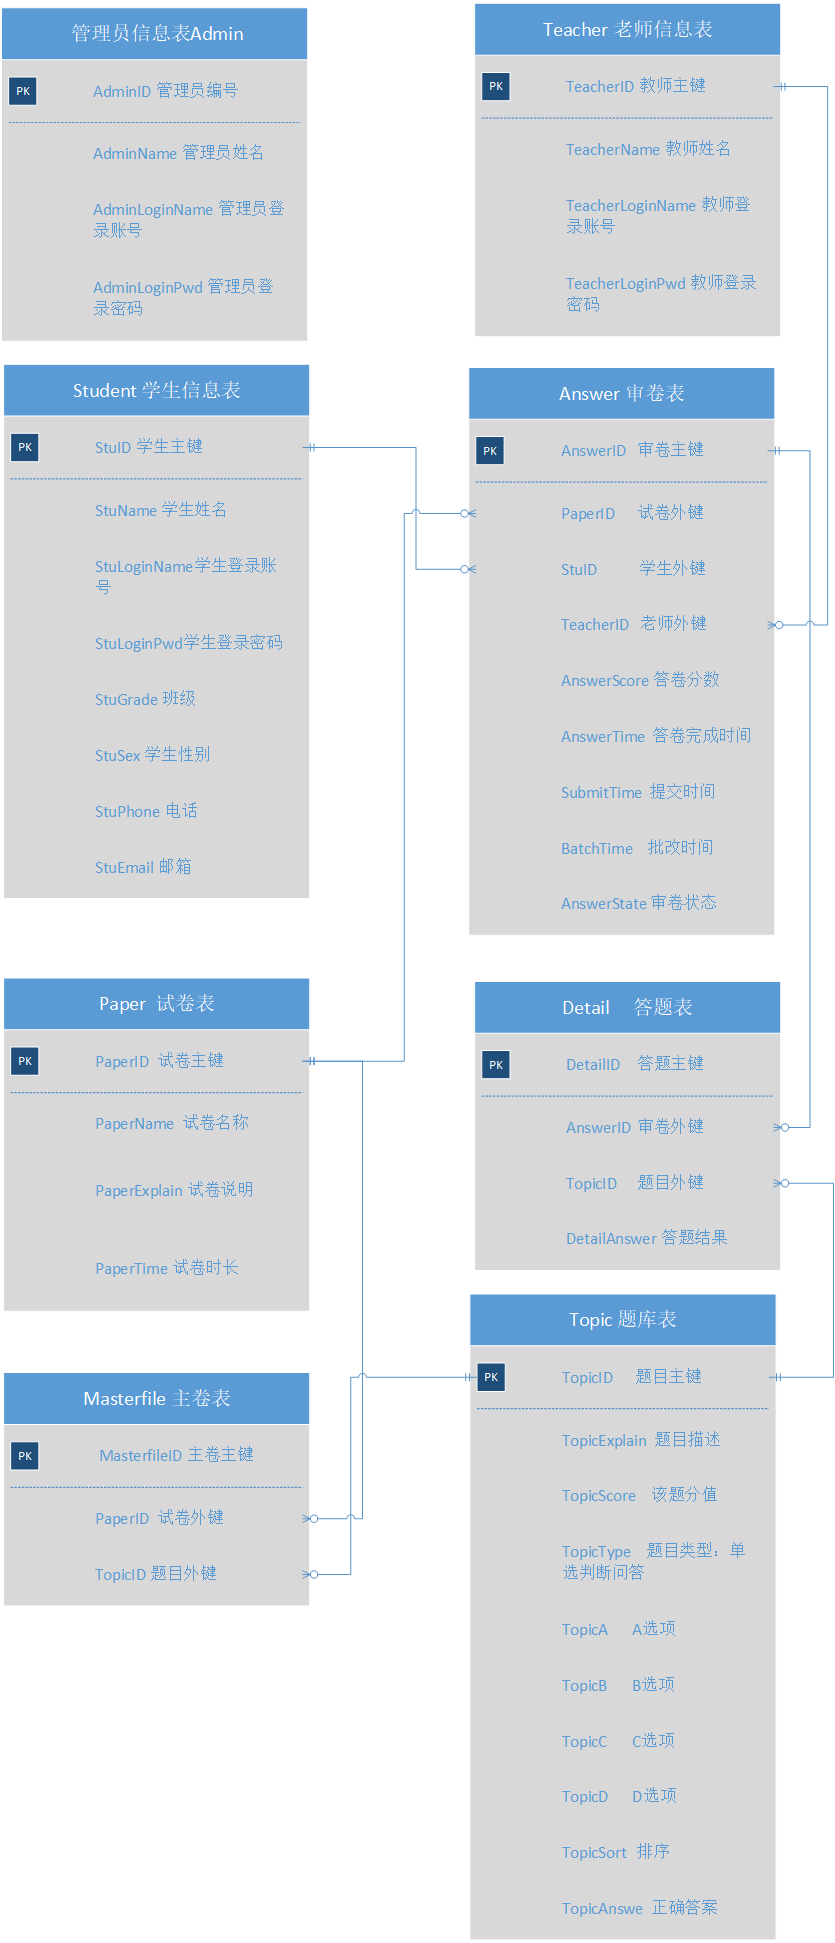 管理员信息表Admin
PK
AdminID 管理员编号
AdminName 管理员姓名
AdminLoginName 管理员登
录账号
AdminLoginPwd 管理员登
录密码
Teacher 老师信息表
PK
TeacherID 教师主键
TeacherName 教师姓名
TeacherLoginName 教师登
录账号
TeacherLoginPwd 教师登录
密码
Student 学生信息表
PK
StuID 学生主键
StuName 学生姓名
StuLoginName学生登录账
号
StuLoginPwd学生登录密码
StuGrade 班级
StuSex 学生性别
StuPhone 电话
StuEmail 邮箱
Answer 审卷表
PK
AnswerID 审卷主键
PaperID 试卷外键
StuID 学生外键
TeacherID 老师外键
AnswerScore 答卷分数
AnswerTime 答卷完成时间
SubmitTime 提交时间
BatchTime 批改时间
AnswerState 审卷状态
Paper 试卷表
PK
PaperID 试卷主键
PaperName 试卷名称
PaperExplain 试卷说明
PaperTime 试卷时长
Detail 答题表
PK
DetailID 答题主键
AnswerID 审卷外键
TopicID 题目外键
DetailAnswer 答题结果
Masterfile 主卷表
PK
MasterfileID 主卷主键
PaperID 试卷外键
TopicID 题目外键
Topic 题库表
PK
TopicID 题目主键
TopicExplain 题目描述
TopicScore 该题分值
TopicType 题目类型：单
选判断问答
TopicA A选项
TopicB B选项
TopicC C选项
TopicD D选项
TopicSort 排序
TopicAnswe 正确答案